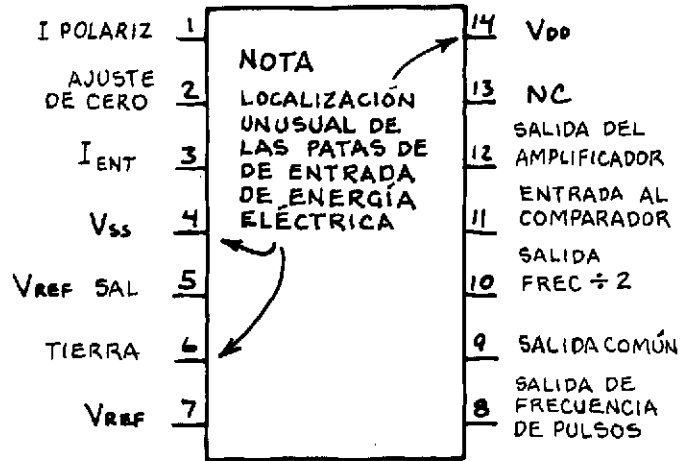 I POLARIZ 1
AJUSTE
DE CERO 2
I ENT 3
Vss 4
VREF SAL 5
TIERRA 6
VREF 7
NOTA
LOCALIZACIÓN
UNUSUAL DE
LAS PATAS DE
DE ENTRADA
DE ENERGÍA
ELÉCTRICA
14 VDD
13 NC
SALIDA DEL
12 AMPLIFICADOR
ENTRADA AL
11 COMPARADOR
SALIDA
10 FREC ÷ 2
9 SALIDA COMÚN
SALIDA DE
8 FRECUENCIA
DE PULSOS